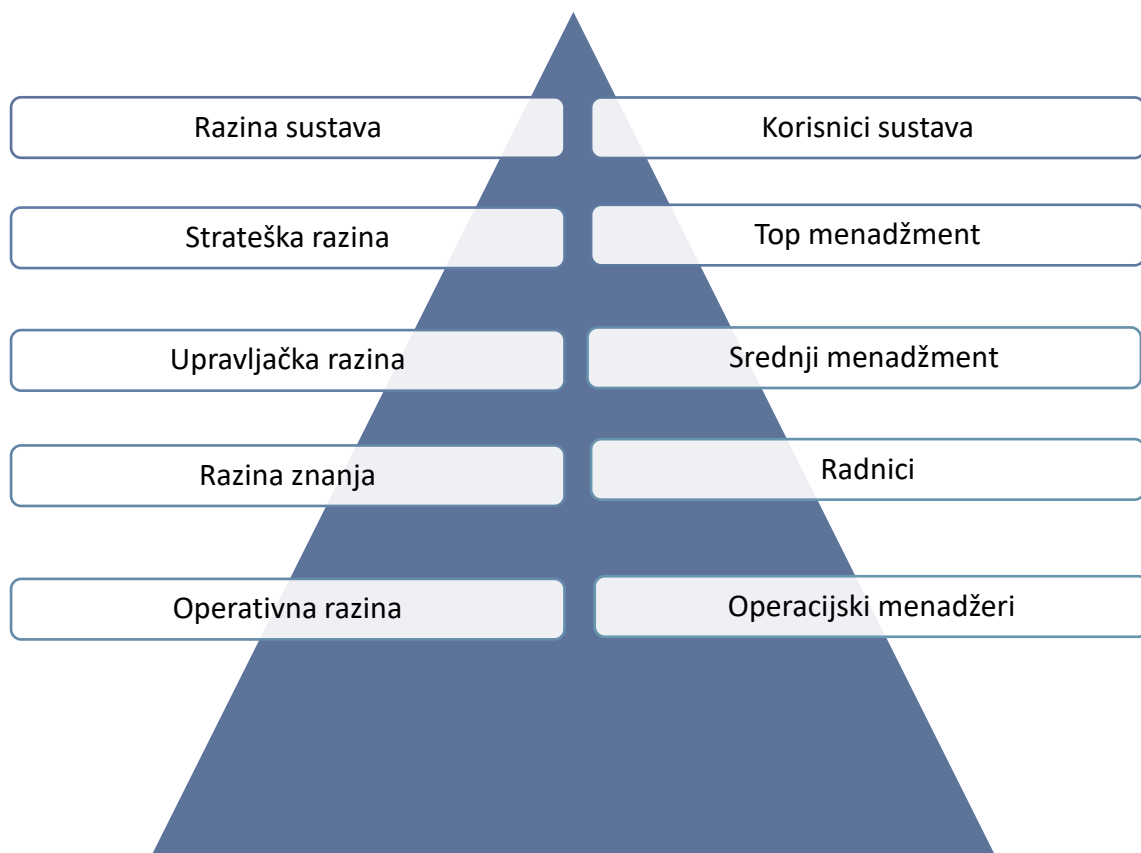 Razina sustava
Korisnici sustava
Strateška razina
Top menadžment
Upravljačka razina
Srednji menadžment
Razina znanja
Radnici
Operativna razina
Operacijski menadžeri